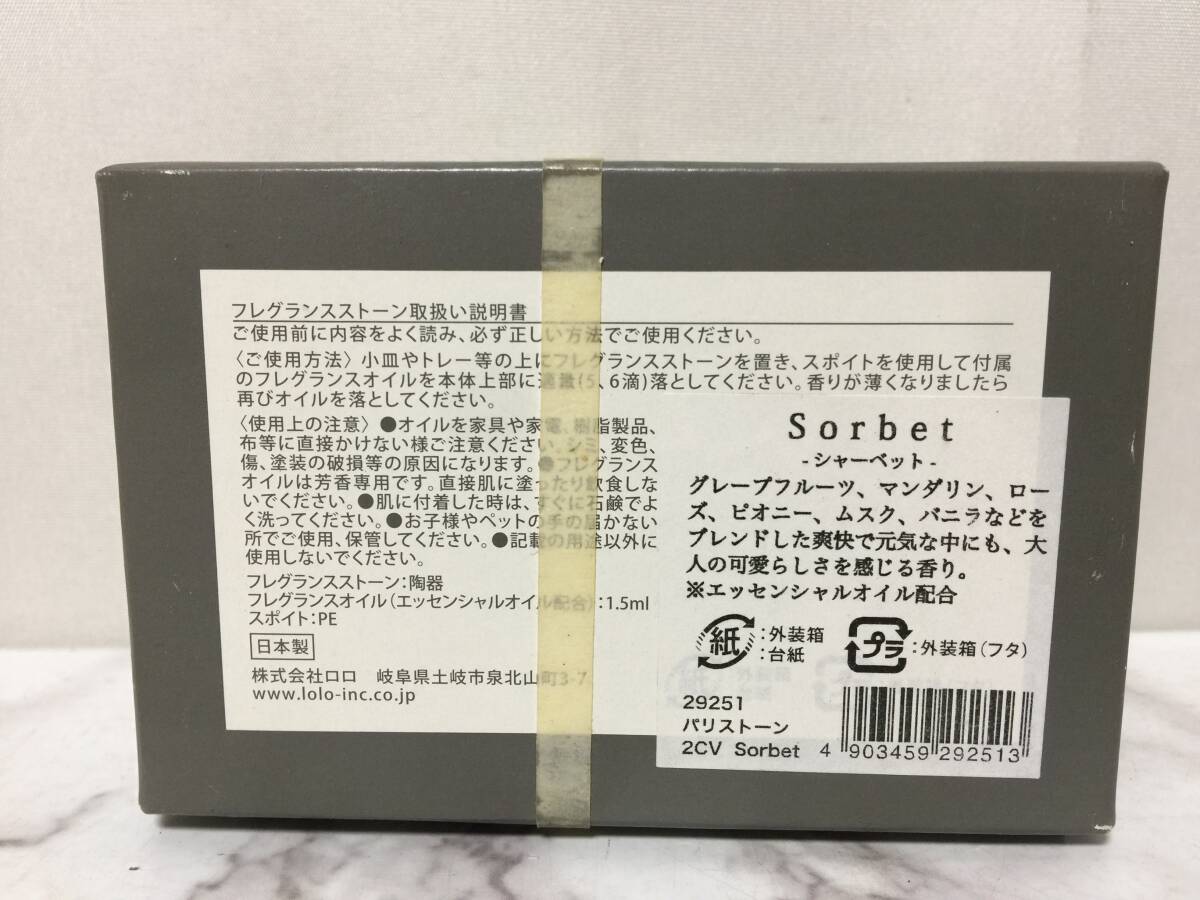 フレグランスストーン取扱い説明書
ご使用前に内容をよく読み、必ず正しい方法でご使用ください。
〈ご使用方法〉小皿やトレー等の上にフレグランスストーンを置き、スポイトを使用して付属
のフレグランスオイルを本体上部に適量(5、6滴)落としてください。香りが薄くなりましたら
再びオイルを落としてください。
〈使用上の注意〉●オイルを家具や家電、樹脂製品、
布等に直接かけない様ご注意ください。シミ、変色、
傷、塗装の破損等の原因になります。●フレグランス
オイルは芳香専用です。直接肌に塗ったり飲食しな
いでください。●肌に付着した時は、すぐに石鹸でよ
く洗ってください。●お子様やペットの手の届かない
所でご使用、保管してください。●記載の用途以外に
使用しないでください。
フレグランスストーン:陶器
フレグランスオイル(エッセンシャルオイル配合):1.5ml
スポイト:PE
日本製
株式会社ロロ 岐阜県土岐市泉北山町3-7
www.lolo-inc.co.jp
Sorbet
-シャーベット-
グレープフルーツ、マンダリン、ロー
ズ、ピオニー、ムスク、バニラなどを
ブレンドした爽快で元気な中にも、大
人の可愛らしさを感じる香り。
※エッセンシャルオイル配合
紙 :外装箱
:台紙
プラ :外装箱(フタ)
29251
パリストーン
2CV Sorbet
4 903459 292513